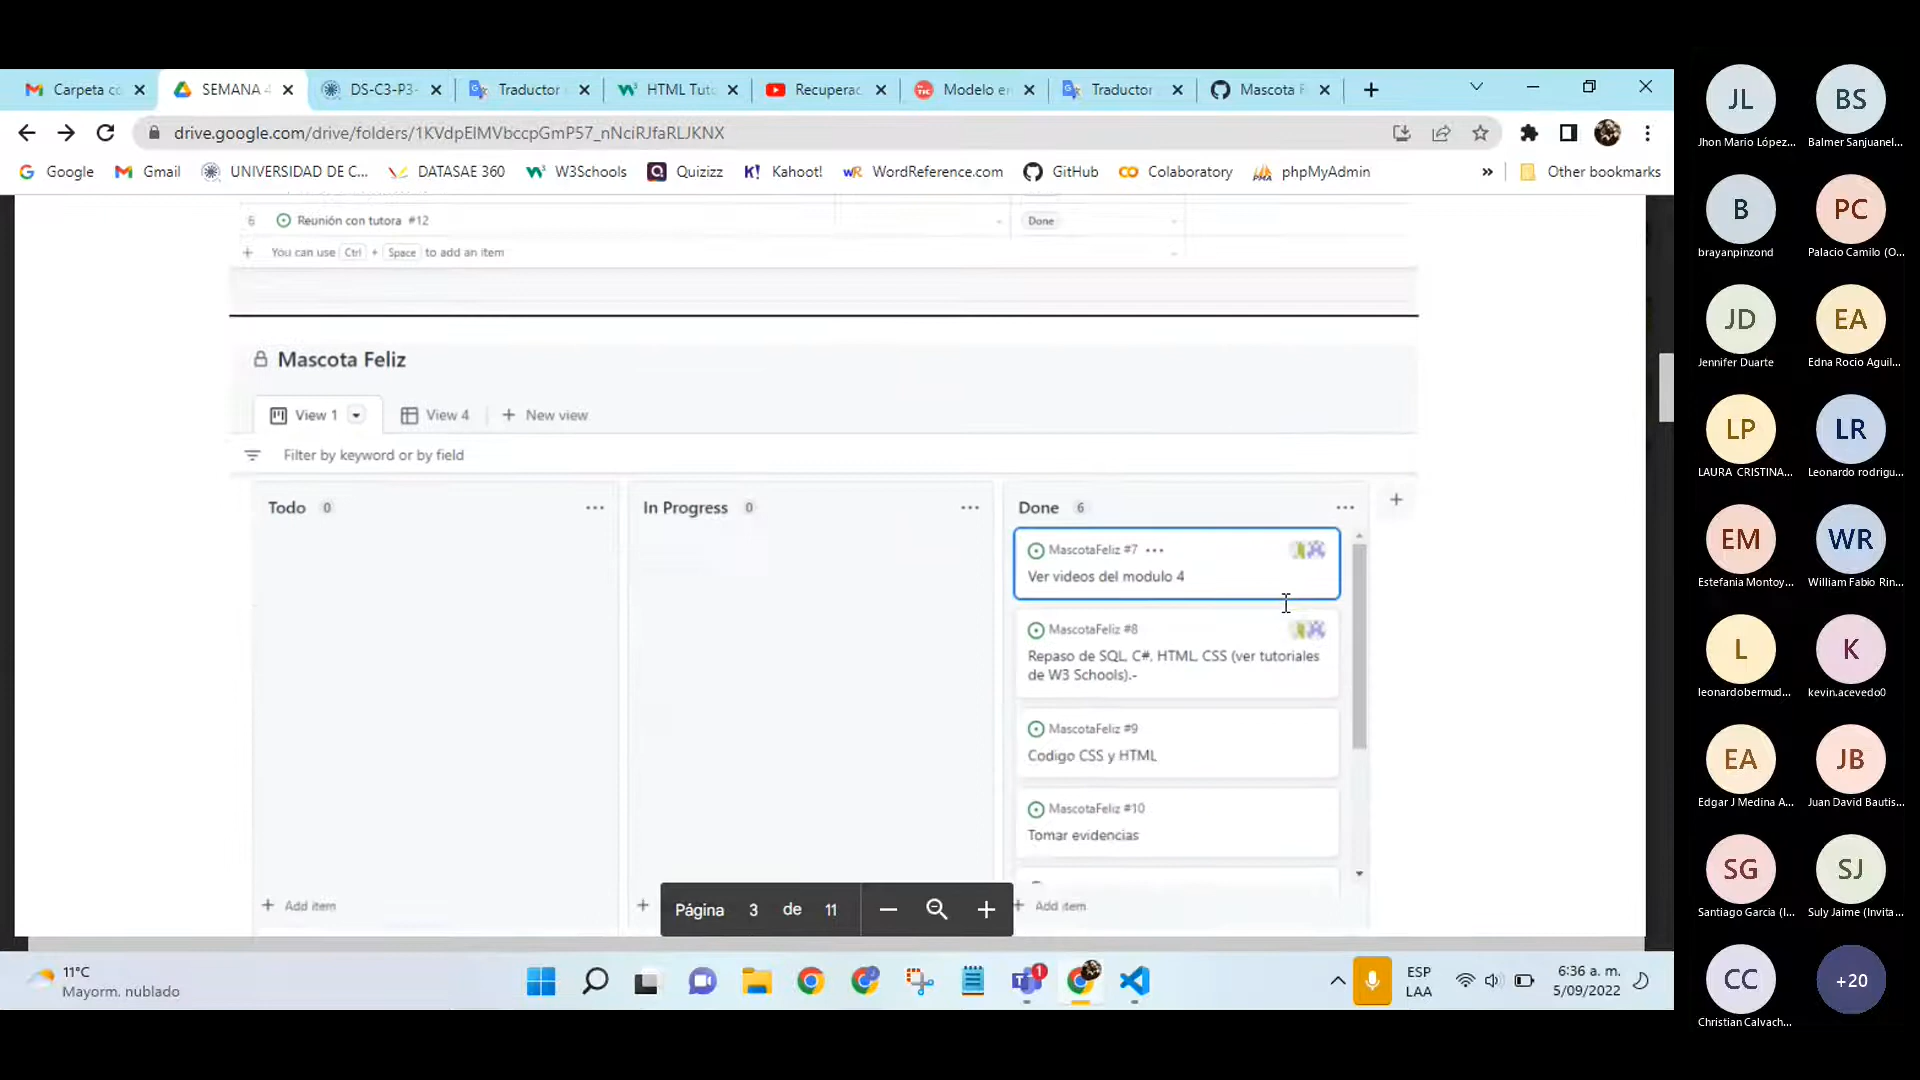 Carpeta co
SEMANA 4
DS-C3-P3-
Traductor
HTML Tuto
Recuperac
Modelo en
Traductor
Mascota F
drive.google.com/drive/folders/1KVdpElMVbccpGmP57_nNciRJfaRLJKNX
Google
Gmail
UNIVERSIDAD DE C...
DATASAE 360
W3Schools
Quizizz
Kahoot!
WordReference.com
GitHub
Colaboratory
phpMyAdmin
»
Other bookmarks
6 Reunión con tutora #12 Done
You can use Ctrl + Space to add an item
Mascota Feliz
View 1
View 4
New view
Filter by keyword or by field
Todo 0 ...
In Progress 0 ...
Done 6 ...
MascotaFeliz #7 ...
Ver videos del modulo 4
MascotaFeliz #8
Repaso de SQL, C#, HTML, CSS (ver tutoriales
de W3 Schools).-
MascotaFeliz #9
Codigo CSS y HTML
MascotaFeliz #10
Tomar evidencias
+ Add item
+ Add item
Página 3 de 11
11°C
Mayorm. nublado
1
ESP
LAA
6:36 a. m.
5/09/2022
JL
Jhon Mario López...
BS
Balmer Sanjuanel...
B
brayanpinzond
PC
Palacio Camilo (O...
JD
Jennifer Duarte
EA
Edna Rocio Aguil...
LP
LAURA CRISTINA...
LR
Leonardo rodrigu...
EM
Estefania Montoy...
WR
William Fabio Rin...
L
leonardobermud...
K
kevin.acevedo0
EA
Edgar J Medina A...
JB
Juan David Bautis...
SG
Santiago Garcia (I...
SJ
Suly Jaime (Invita...
CC
Christian Calvach...
+20